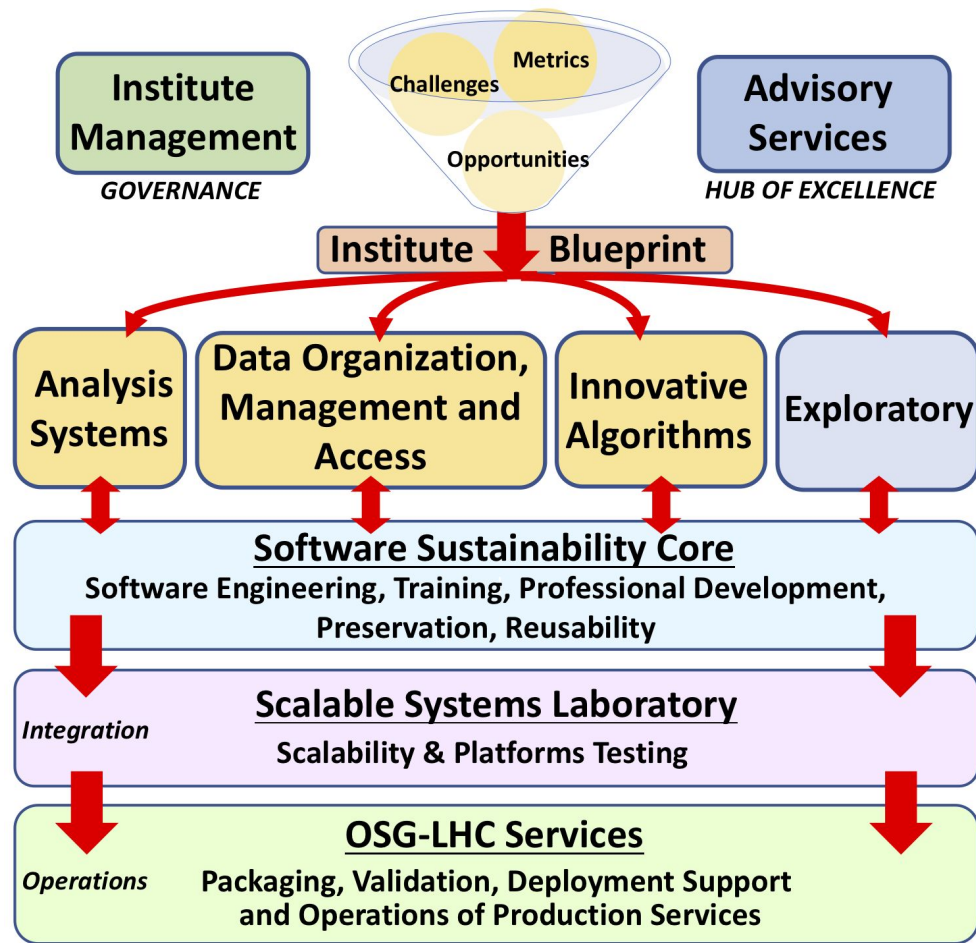 Institute
Management
GOVERNANCE
Challenges
Metrics
Opportunities
Advisory
Services
HUB OF EXCELLENCE
Institute Blueprint
Analysis
Systems
Data Organization,
Management and
Access
Innovative
Algorithms
Exploratory
Software Sustainability Core
Software Engineering, Training, Professional Development,
Preservation, Reusability
Scalable Systems Laboratory
Integration
Scalability & Platforms Testing
OSG-LHC Services
Operations
Packaging, Validation, Deployment Support
and Operations of Production Services